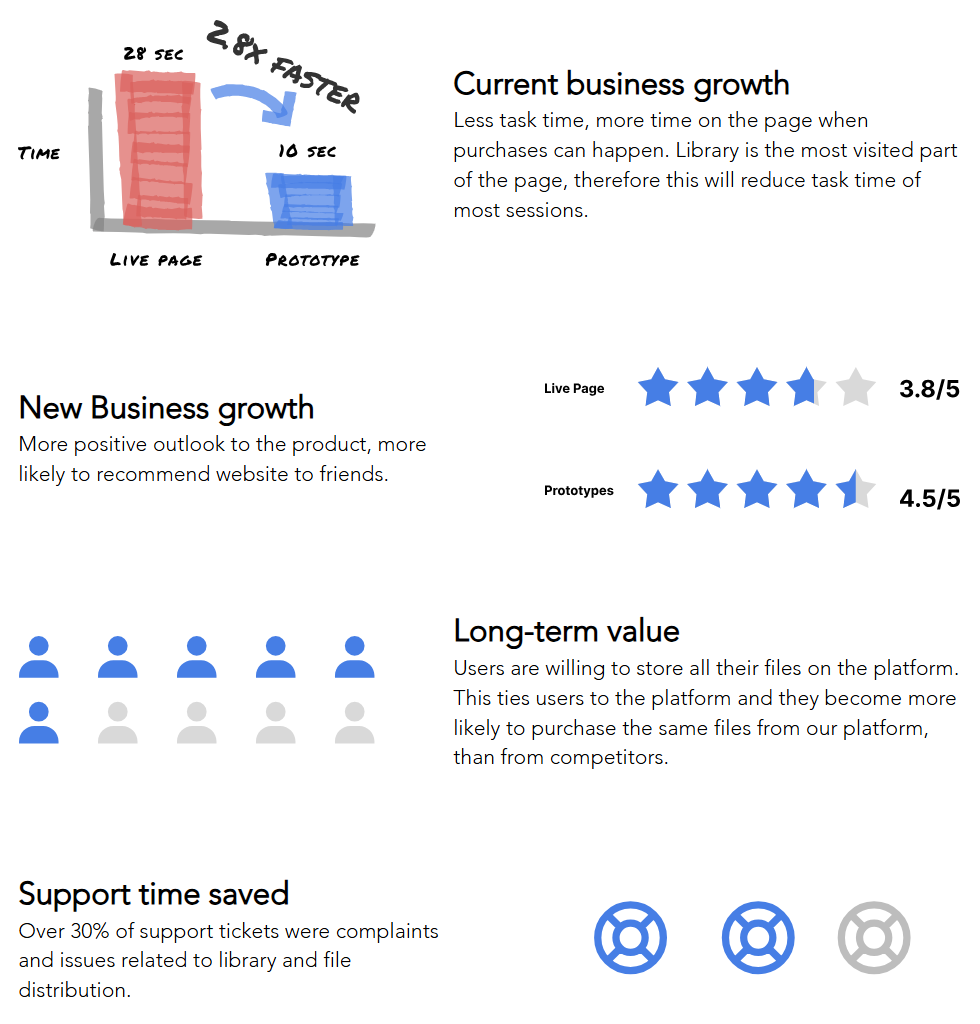 28 sec
2.8x faster
Time
10 sec
Live page
Prototype
Current business growth
Less task time, more time on the page when
purchases can happen. Library is the most visited part
of the page, therefore this will reduce task time of
most sessions.
New Business growth
More positive outlook to the product, more
likely to recommend website to friends.
Live Page
3.8/5
Prototypes
4.5/5
Long-term value
Users are willing to store all their files on the platform.
This ties users to the platform and they become more
likely to purchase the same files from our platform,
than from competitors.
Support time saved
Over 30% of support tickets were complaints
and issues related to library and file
distribution.